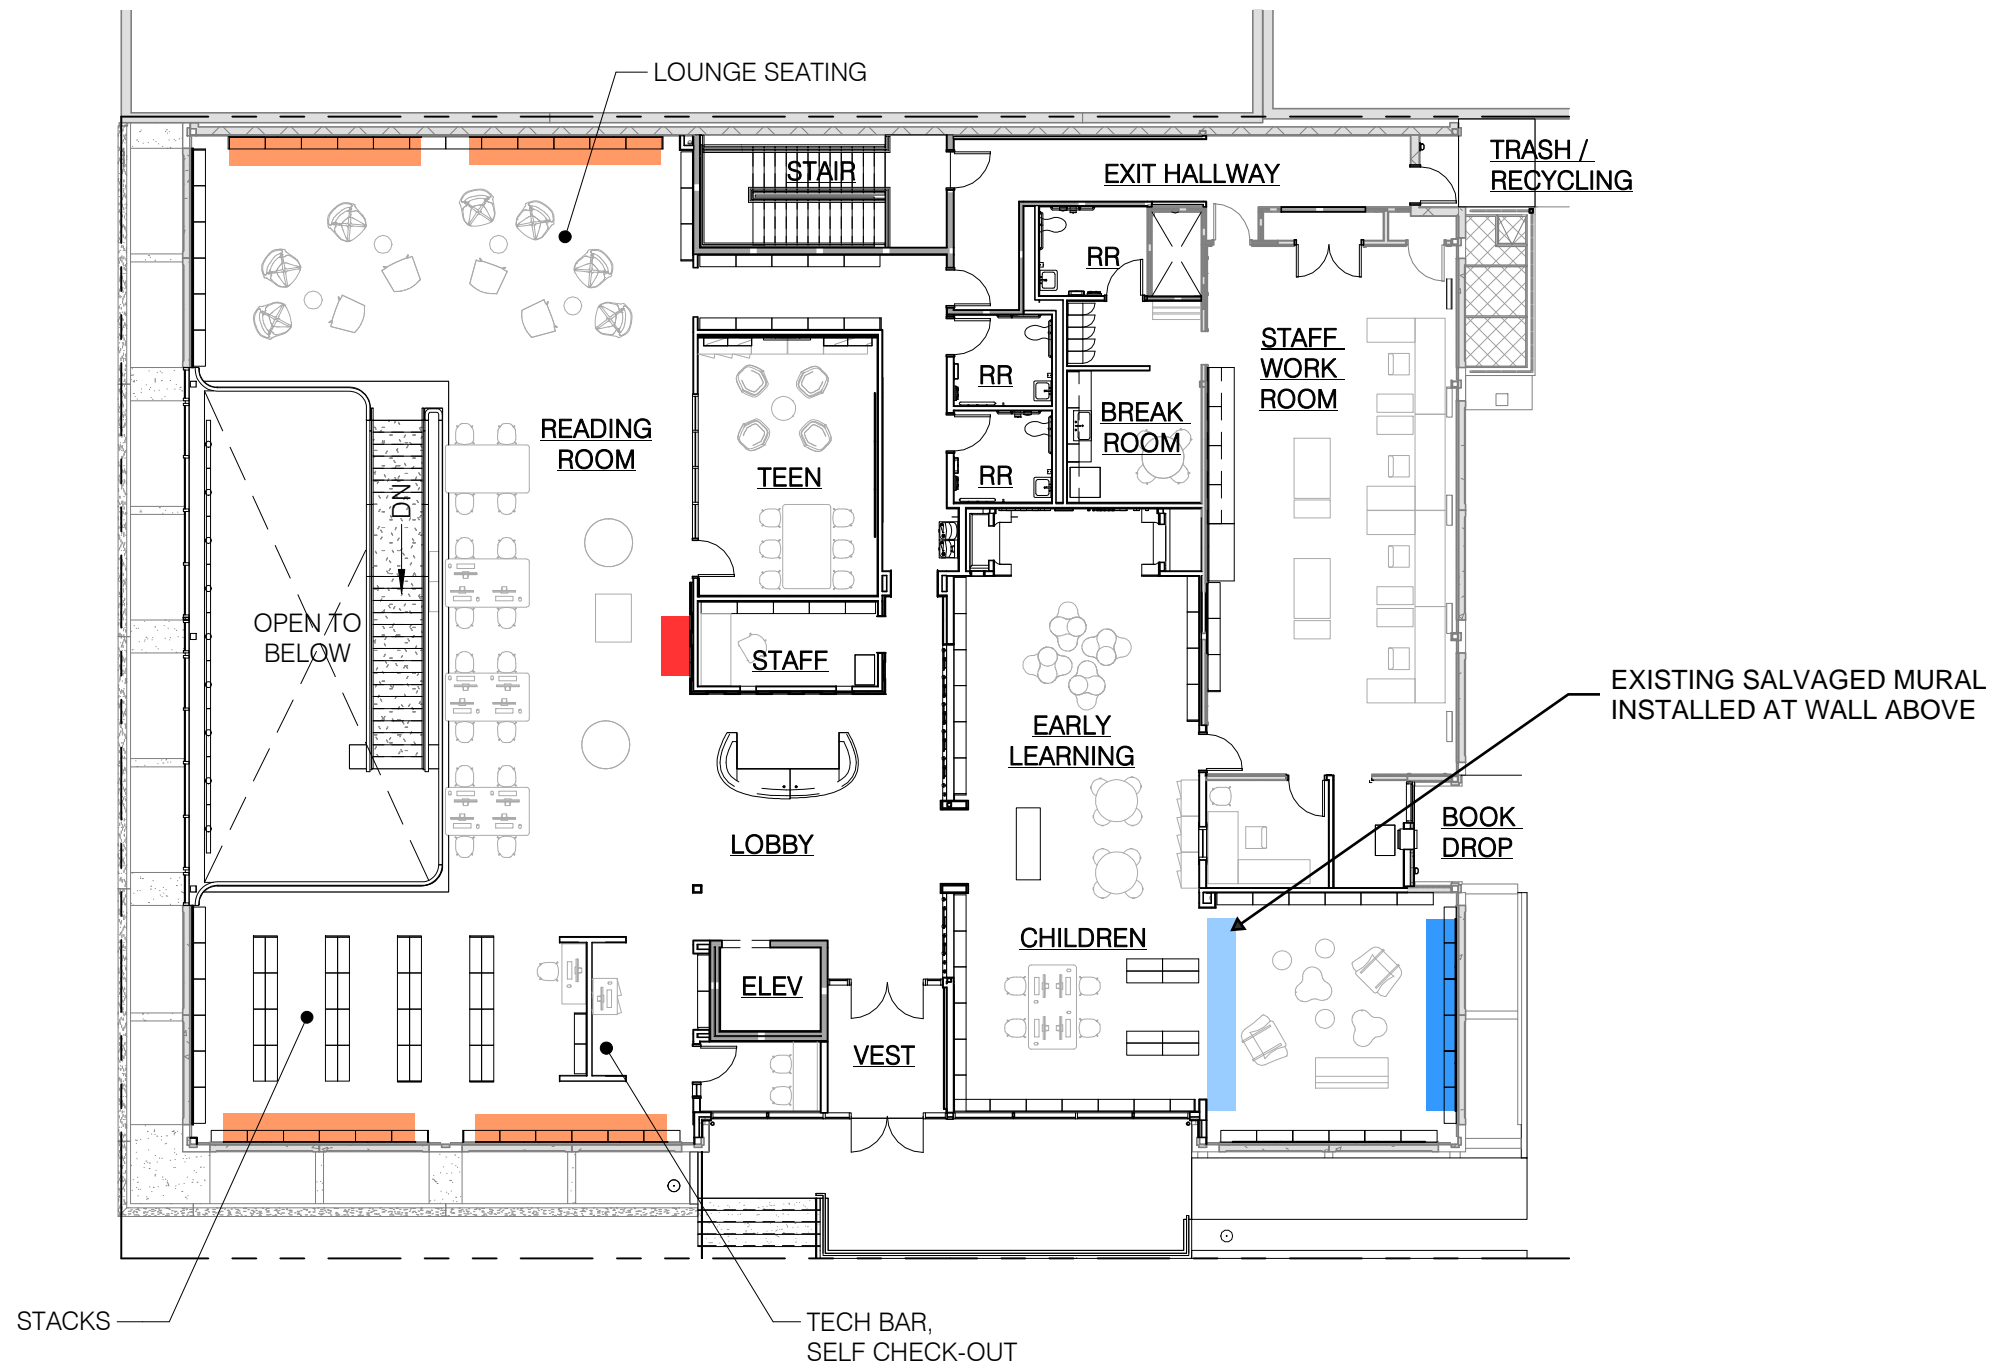 LOUNGE SEATING
STAIR
EXIT HALLWAY
TRASH /
RECYCLING
RR
STAFF
WORK
ROOM
RR
BREAK
ROOM
READING
ROOM
TEEN
RR
DN
OPEN TO
BELOW
STAFF
EXISTING SALVAGED MURAL
INSTALLED AT WALL ABOVE
EARLY
LEARNING
LOBBY
BOOK
DROP
CHILDREN
ELEV
VEST
STACKS
TECH BAR,
SELF CHECK-OUT